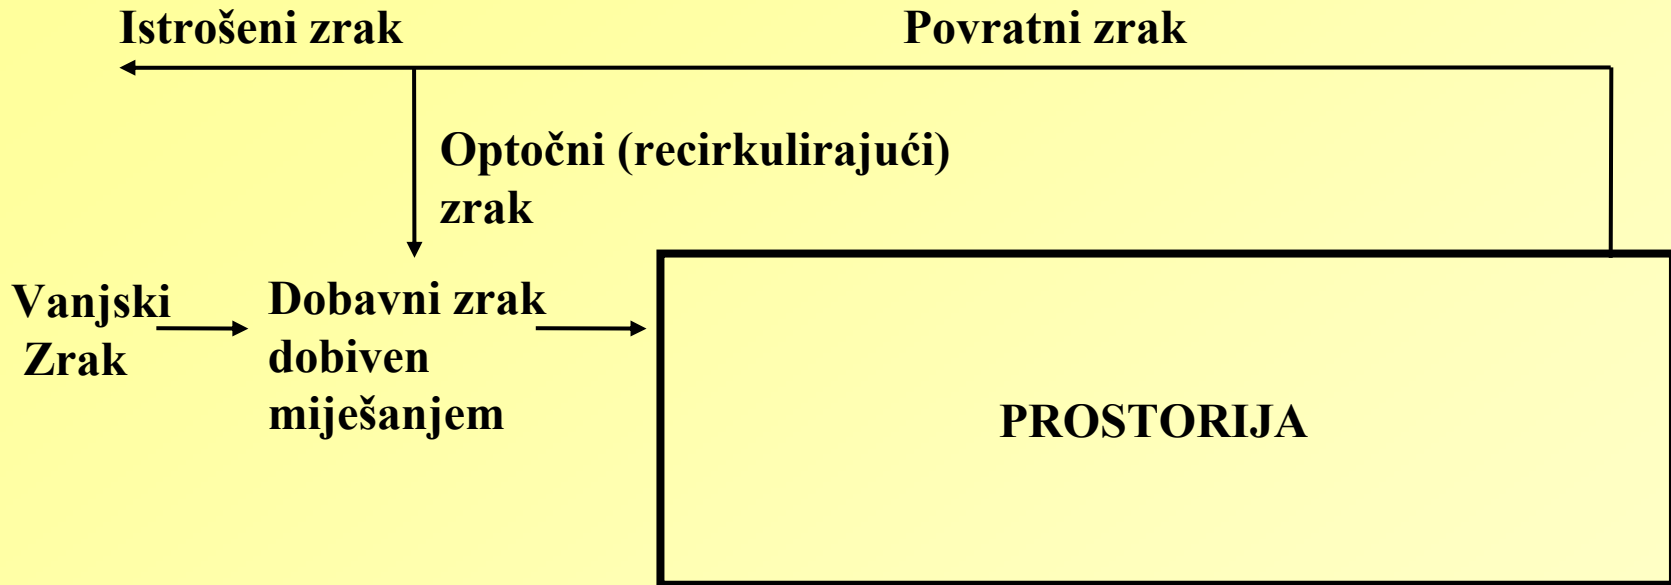 Istrošeni zrak
Povratni zrak
Optočni (recirkulirajući)
zrak
Vanjski
Zrak
Dobavni zrak
dobiven
miješanjem
PROSTORIJA